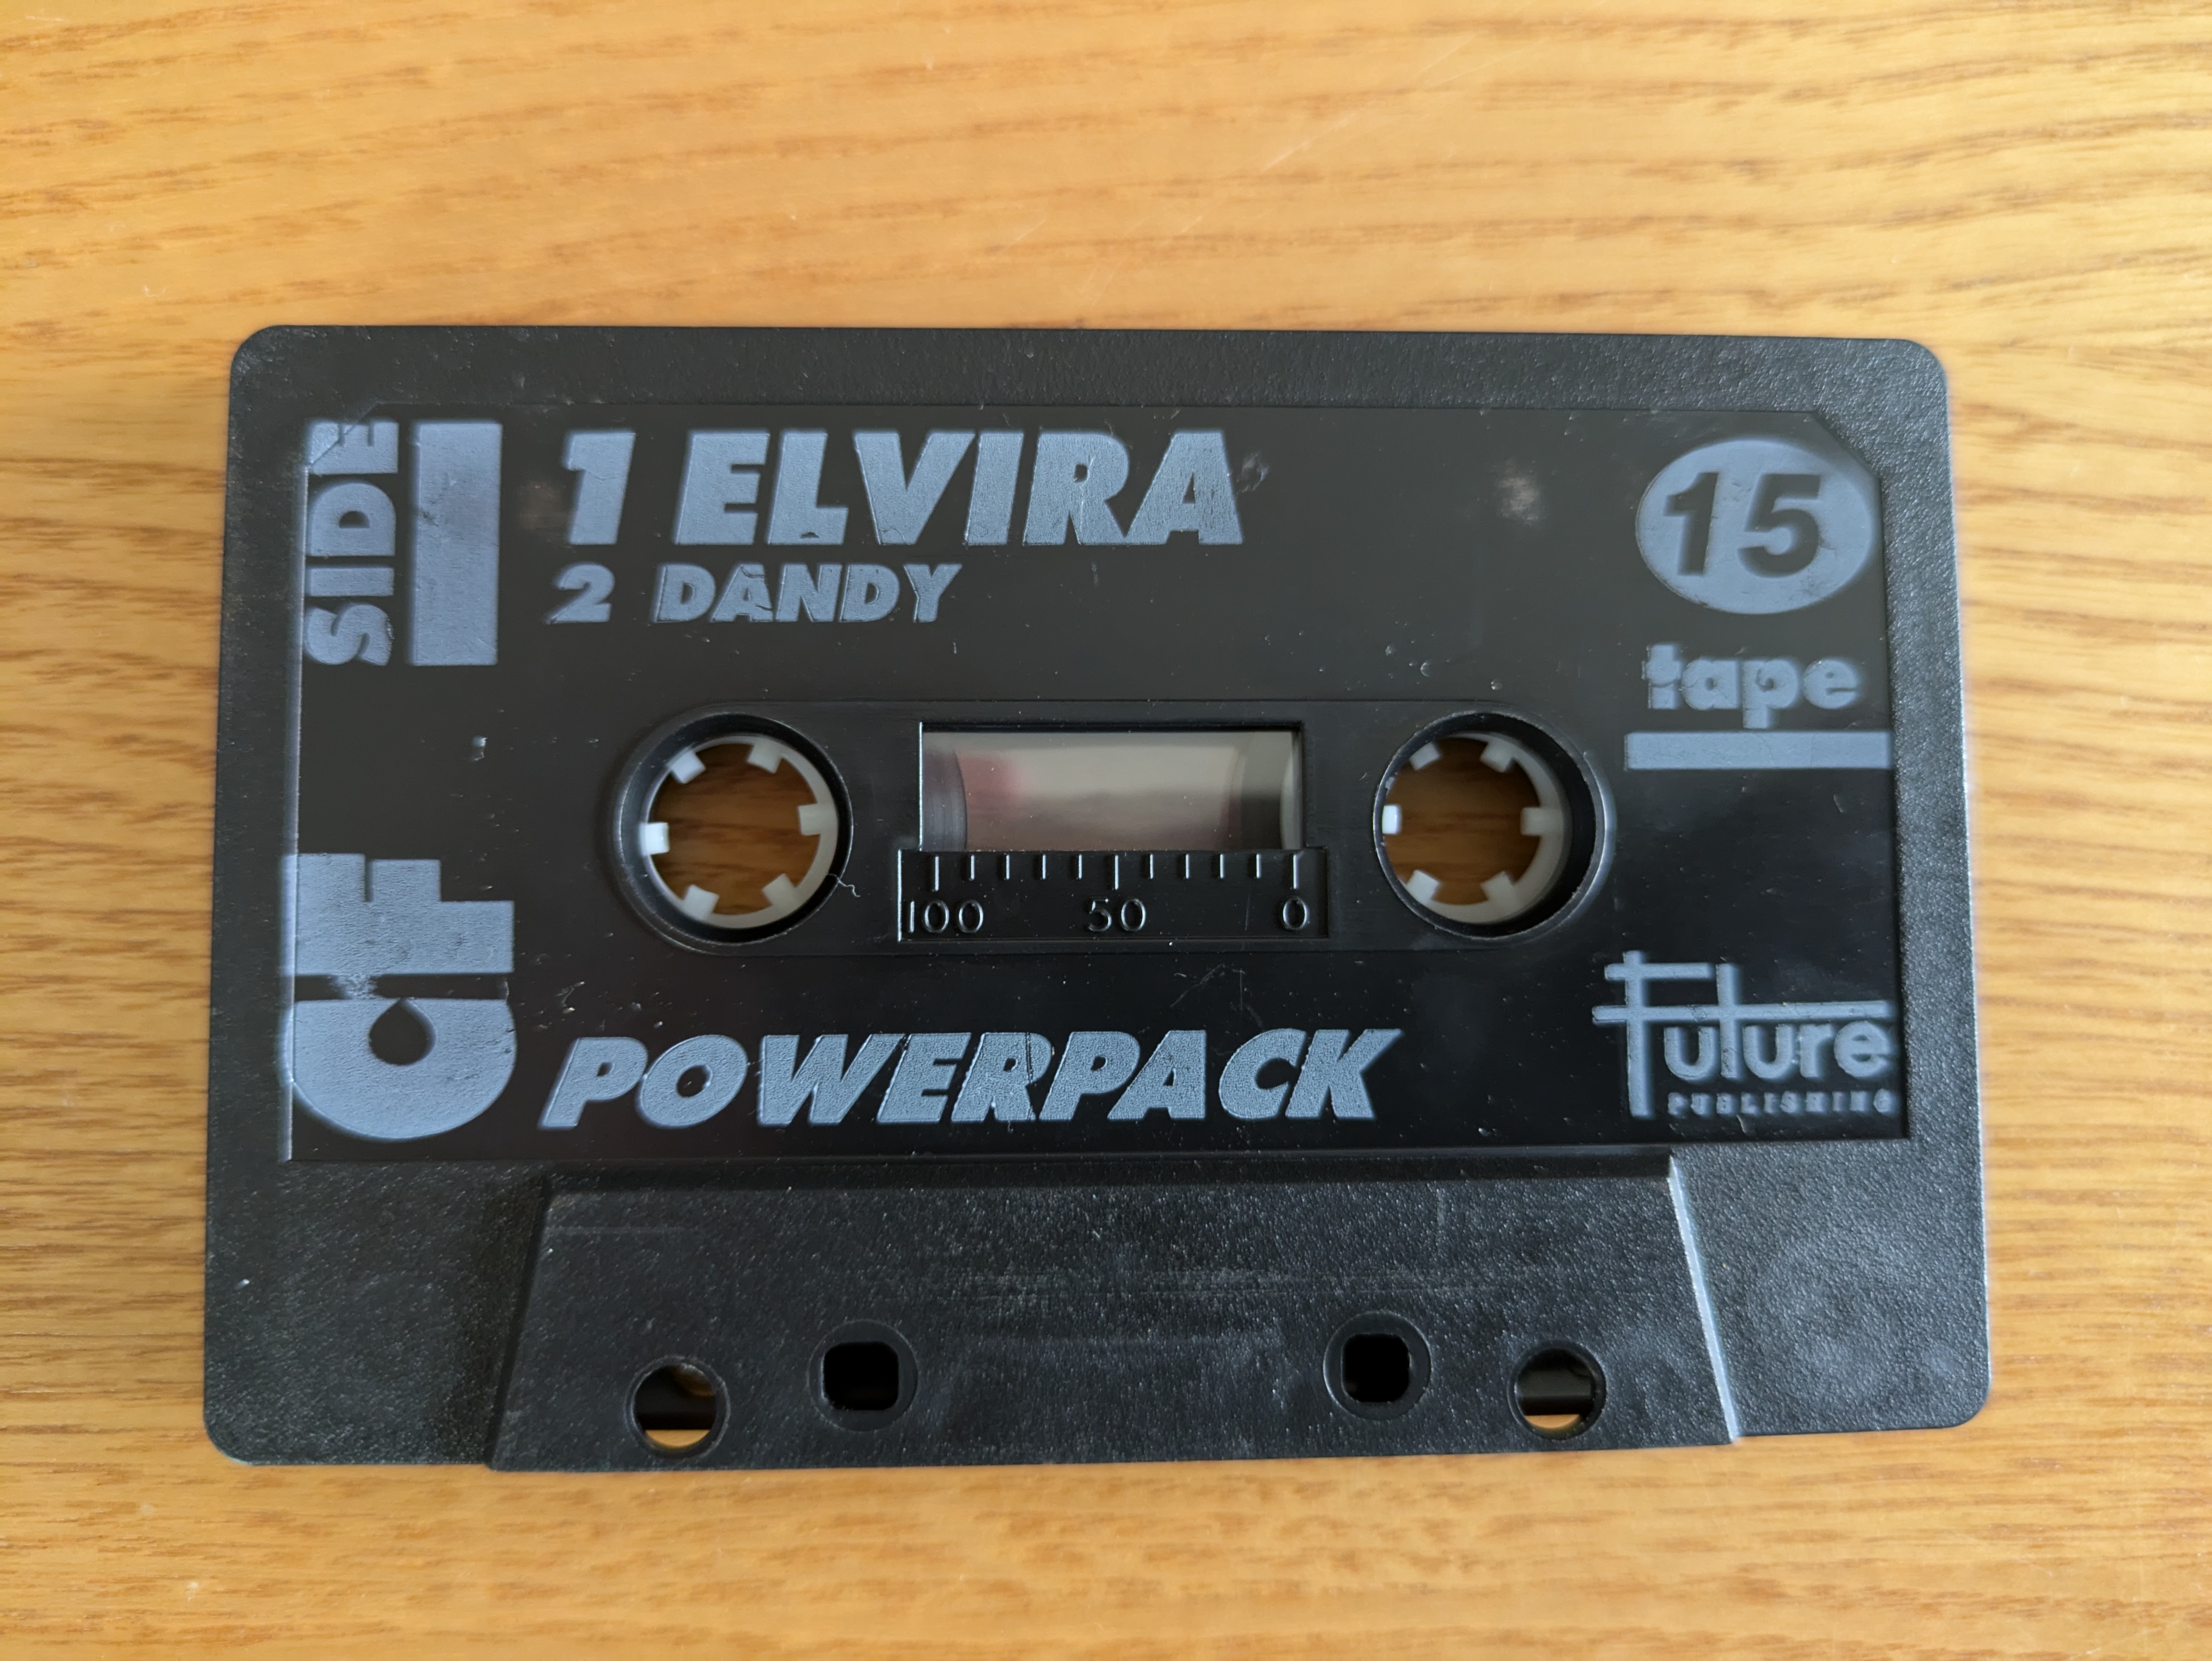 SIDE 1
1 ELVIRA
2 DANDY
15
tape
100 50 0
CF
POWERPACK
Future
PUBLISHING